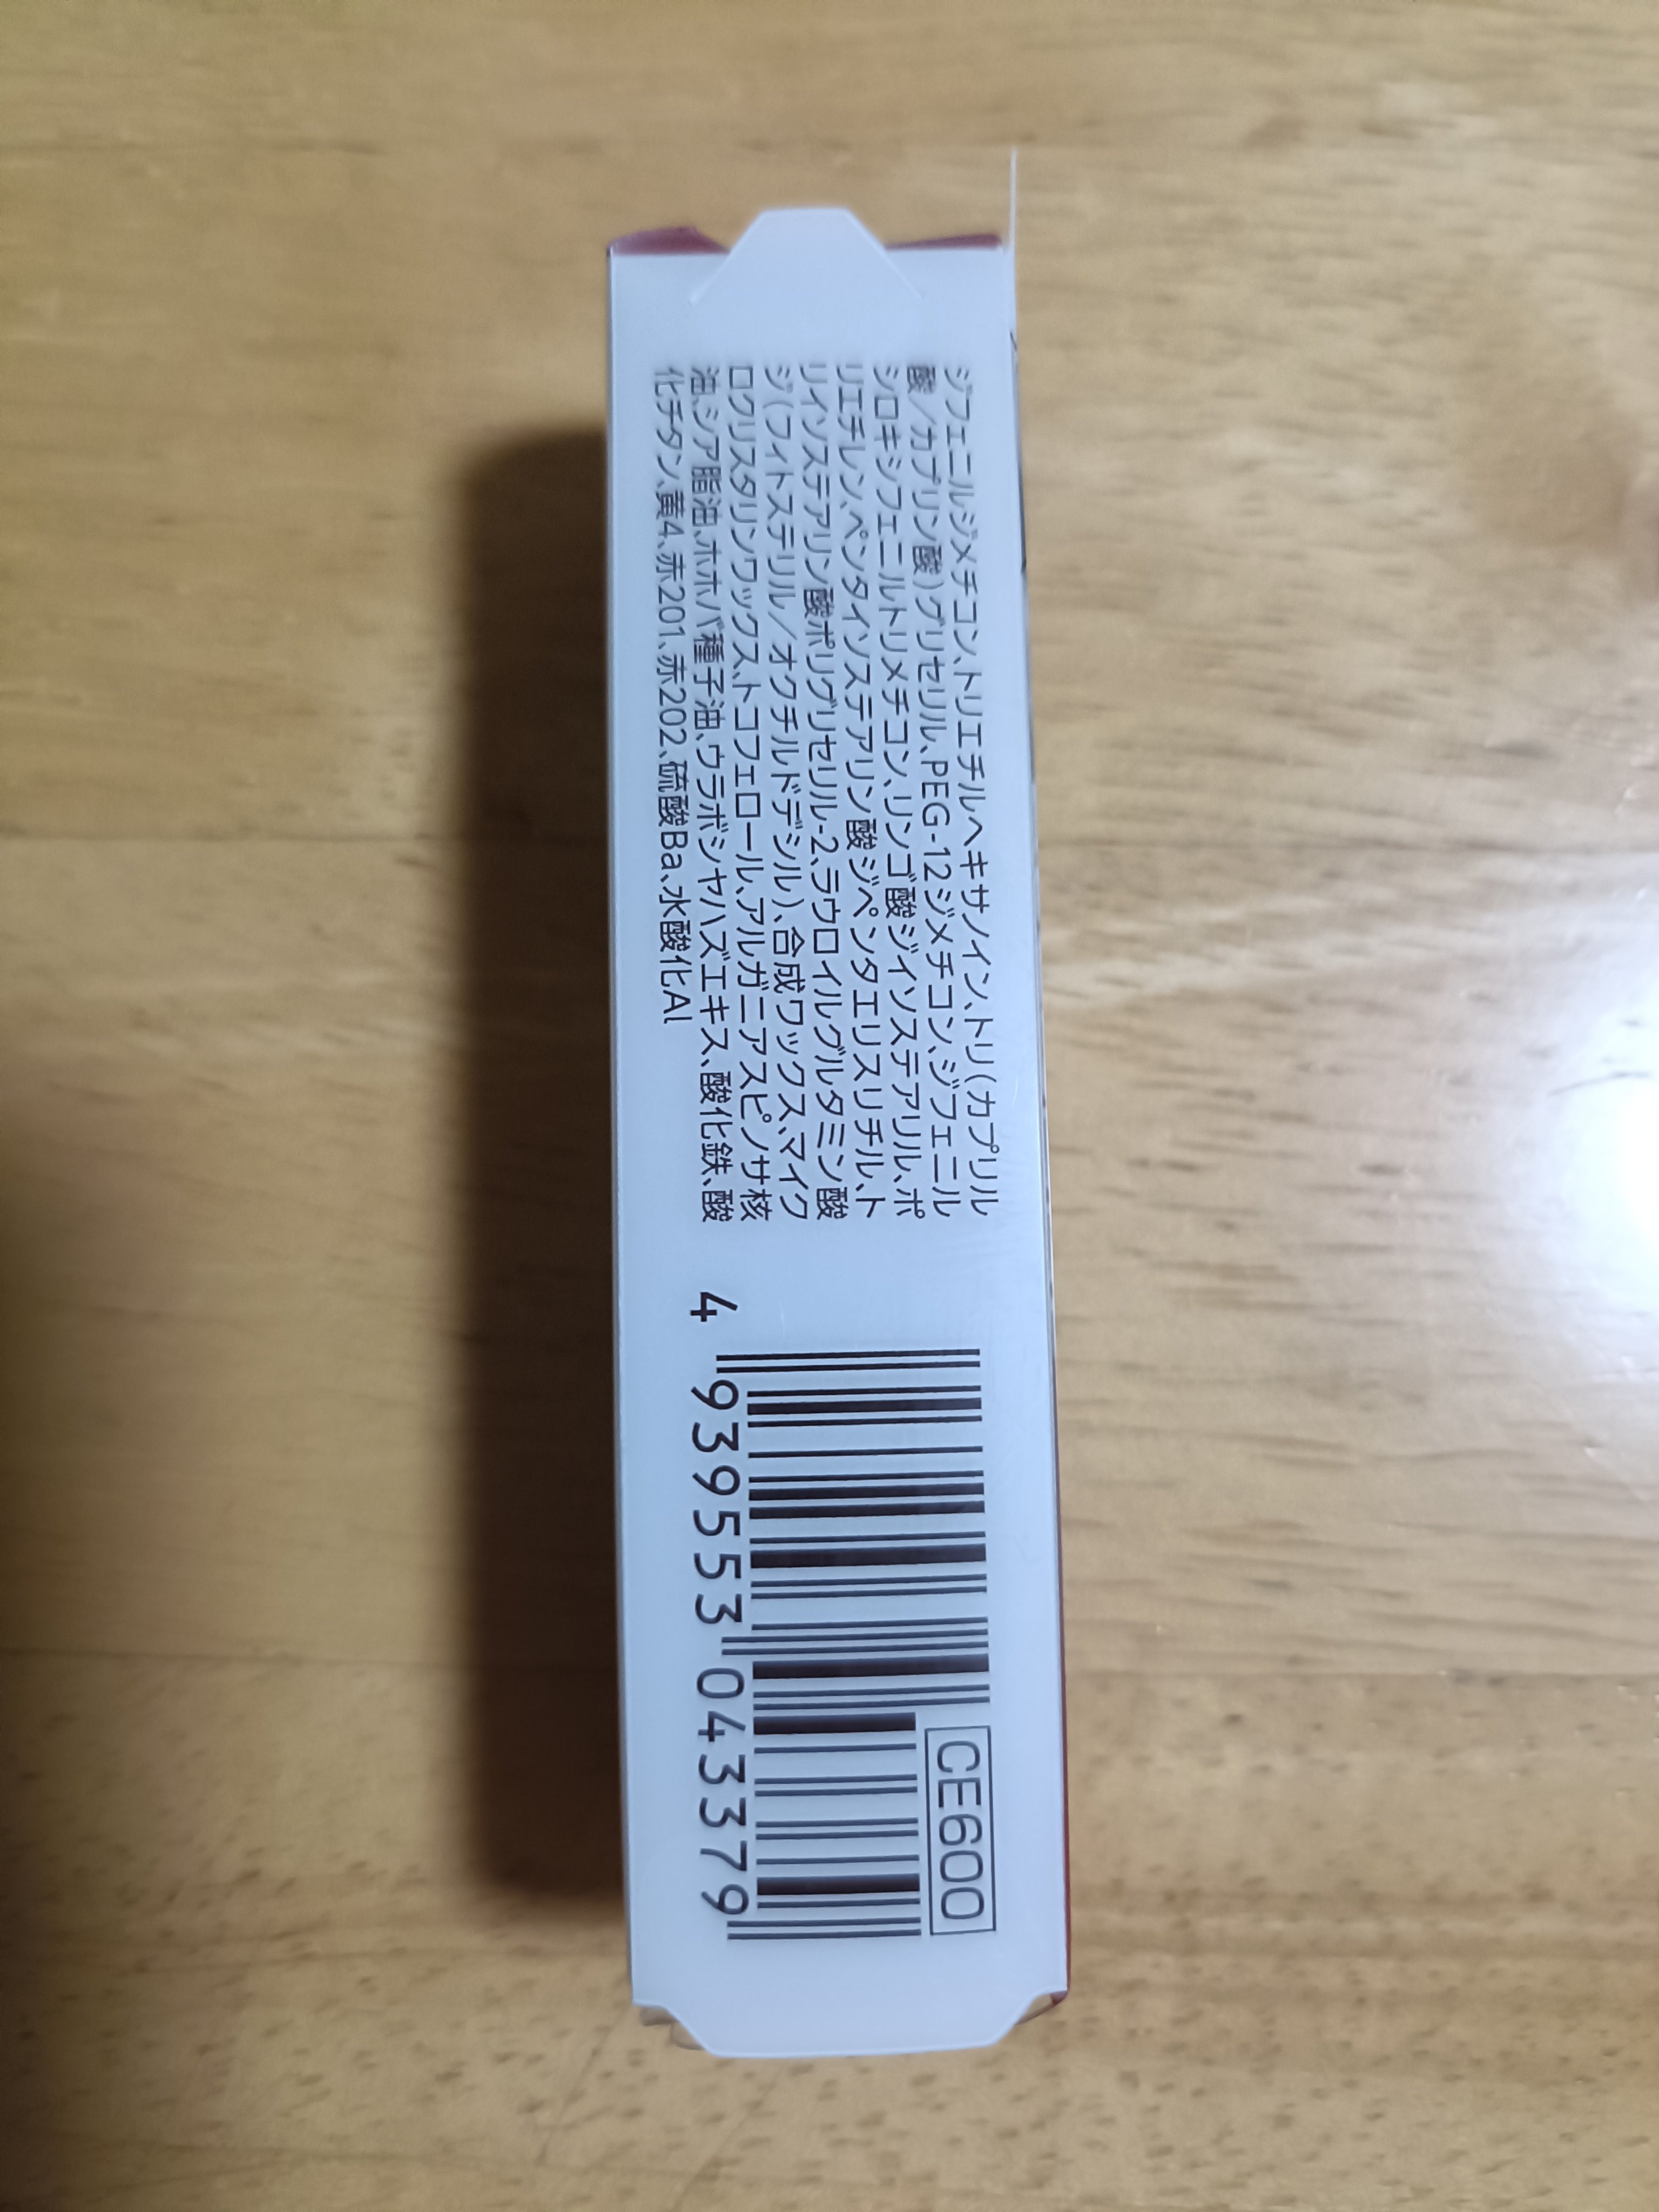 ジフェニルジメチコン、トリエチルヘキサノイン、トリ(カプリル
酸/カプリン酸)グリセリル、PEG-12ジメチコン、ジフェニル
シロキシフェニルトリメチコン、リンゴ酸ジイソステアリル、ポ
リエチレン、ペンタイソステアリン酸ジペンタエリスリチル、ト
リイソステアリン酸ポリグリセリル-2、ラウロイルグルタミン酸
ジ(フィトステリル/オクチルドデシル)、合成ワックス、マイク
ロクリスタリンワックス、トコフェロール、アルガニアスピノサ核
油、シア脂油、ホホバ種子油、ウラボシヤハズエキス、酸化鉄、酸
化チタン、黄4、赤201、赤202、硫酸Ba、水酸化Al
CE600
4 939553 043379